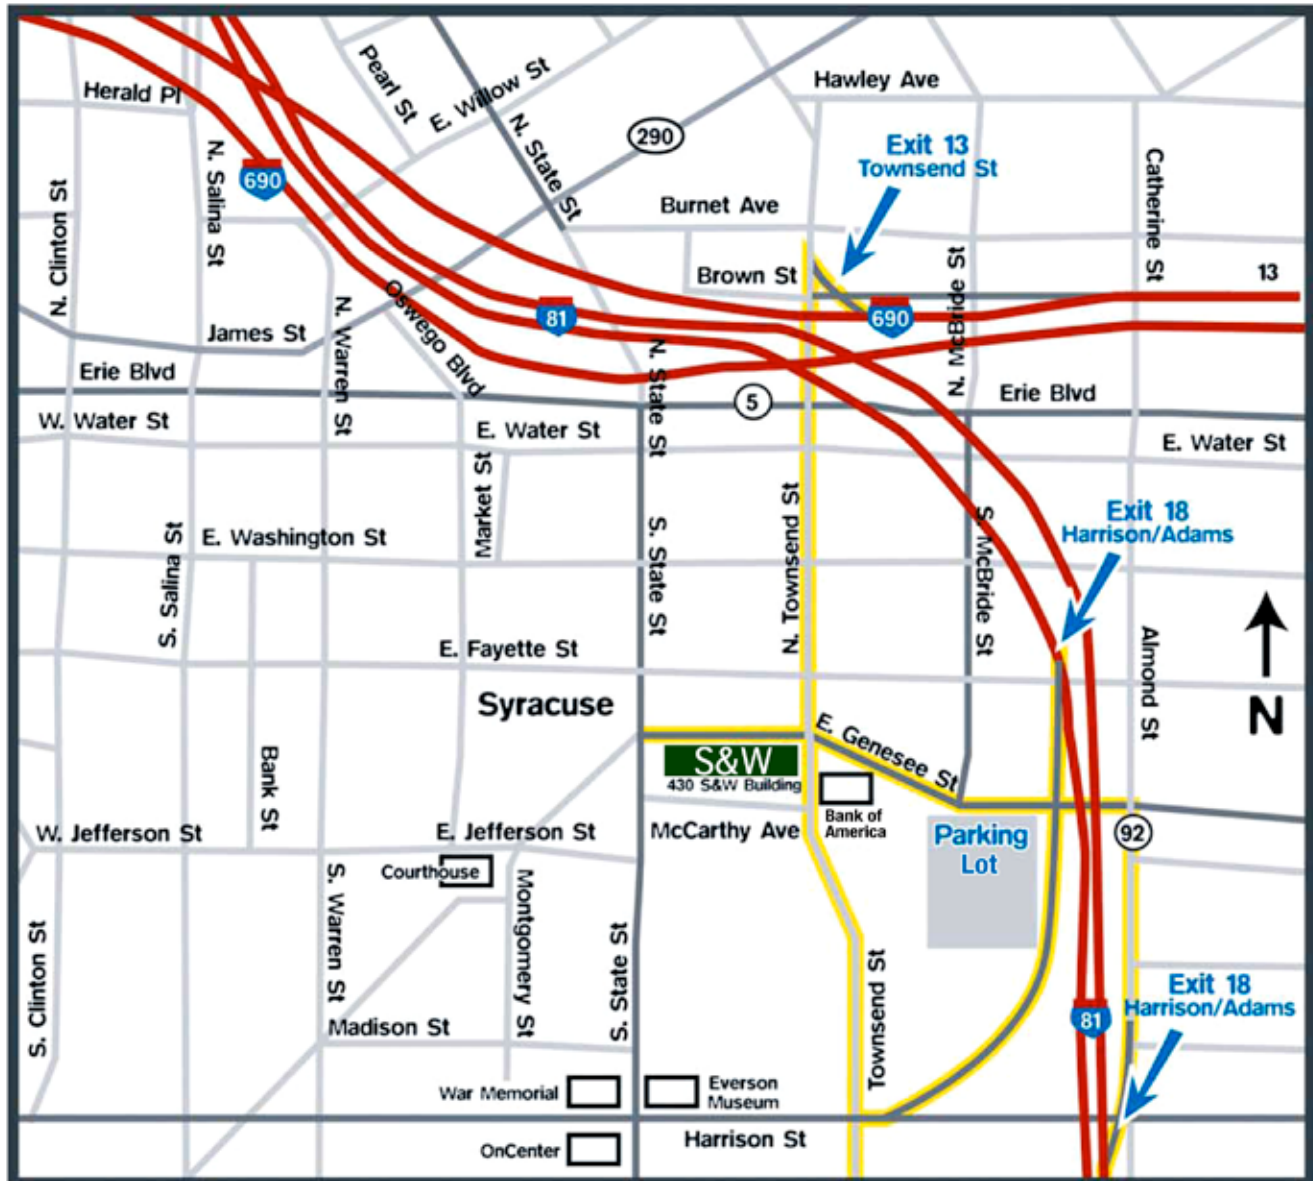 Hawley Ave
Pearl St
E. Willow St
Herald Pl
N. State St
290
Exit 13
Townsend St
N. Salina St
690
N. Clinton St
Catherine St
Burnet Ave
Brown St
N. McBride St
13
Oswego Blvd
N. Warren St
81
690
James St
Erie Blvd
N. State St
5
Erie Blvd
W. Water St
E. Water St
E. Water St
Market St
N. Townsend St
S. McBride St
Exit 18
Harrison/Adams
S. Salina St
E. Washington St
S. State St
E. Fayette St
Almond St
Syracuse
N
E. Genesee St
S&W
430 S&W Building
Bank St
Bank of
America
W. Jefferson St
E. Jefferson St
McCarthy Ave
Parking
Lot
92
Courthouse
S. Warren St
Montgomery St
S. Clinton St
S. State St
Townsend St
Exit 18
Harrison/Adams
81
Madison St
War Memorial
Everson
Museum
OnCenter
Harrison St